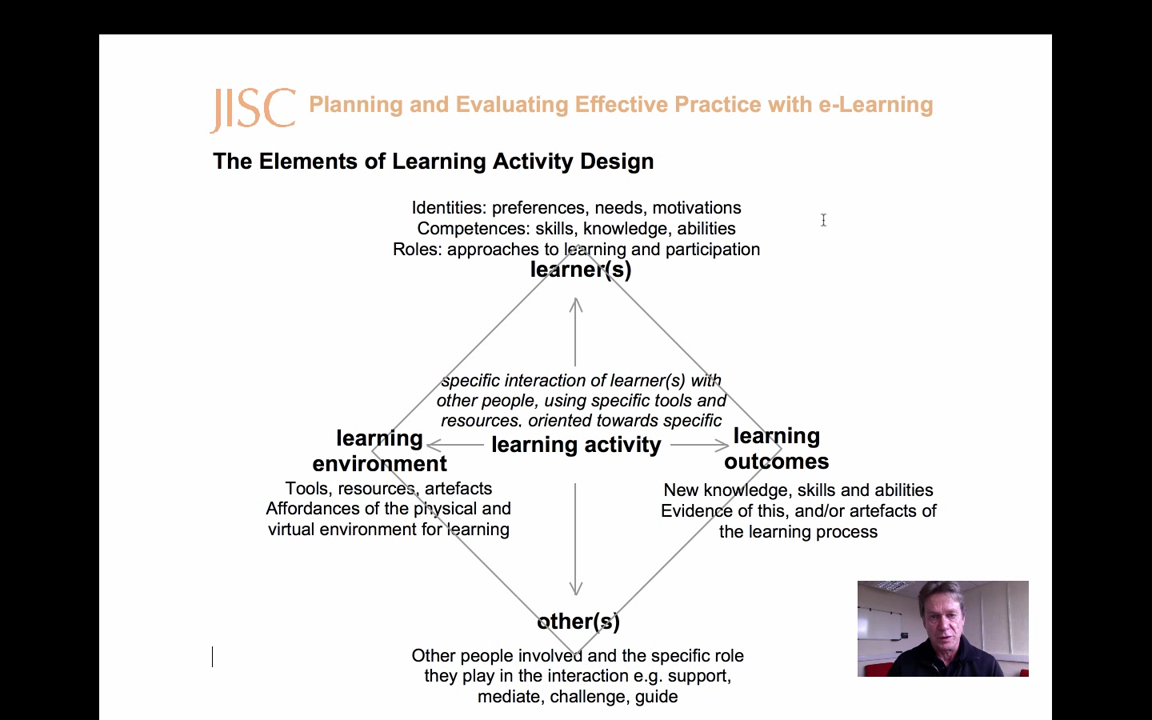 JISC Planning and Evaluating Effective Practice with e-Learning
The Elements of Learning Activity Design
Identities: preferences, needs, motivations
Competences: skills, knowledge, abilities
Roles: approaches to learning and participation
learner(s)
specific interaction of learner(s) with
other people, using specific tools and
resources, oriented towards specific
learning activity
learning
environment
Tools, resources, artefacts
Affordances of the physical and
virtual environment for learning
learning
outcomes
New knowledge, skills and abilities
Evidence of this, and/or artefacts of
the learning process
other(s)
Other people involved and the specific role
they play in the interaction e.g. support,
mediate, challenge, guide